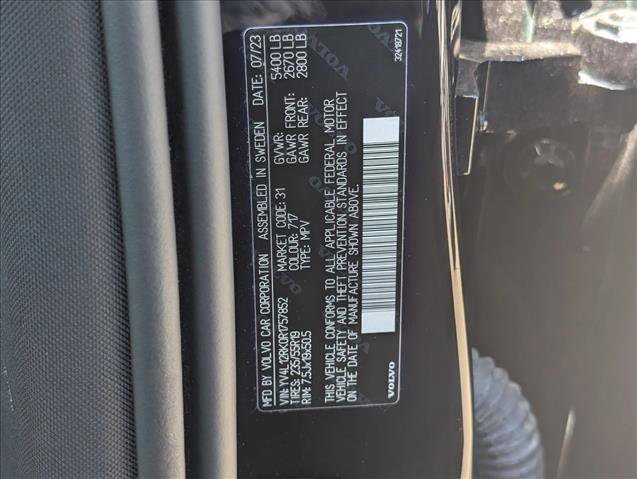 MFD BY VOLVO CAR CORPORATION ASSEMBLED IN SWEDEN DATE: 07/23
VIN: YV4L12RK0R1757852 MARKET CODE: 31 GVWR: 5400 LB
TIRES: 235/55R19 COLOUR: 717 GAWR FRONT: 2670 LB
RIM: 7.5Jx19x50.5 TYPE: MPV GAWR REAR: 2800 LB
THIS VEHICLE CONFORMS TO ALL APPLICABLE FEDERAL MOTOR
VEHICLE SAFETY AND THEFT PREVENTION STANDARDS IN EFFECT
ON THE DATE OF MANUFACTURE SHOWN ABOVE.
VOLVO 32418721